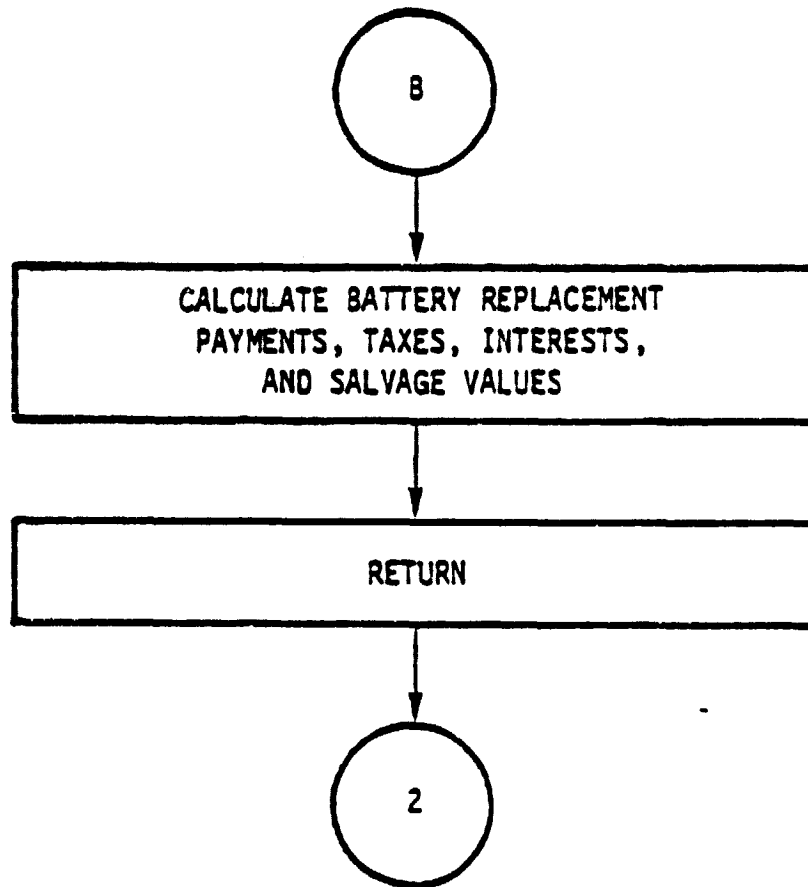 B
CALCULATE BATTERY REPLACEMENT
PAYMENTS, TAXES, INTERESTS,
AND SALVAGE VALUES
RETURN
2